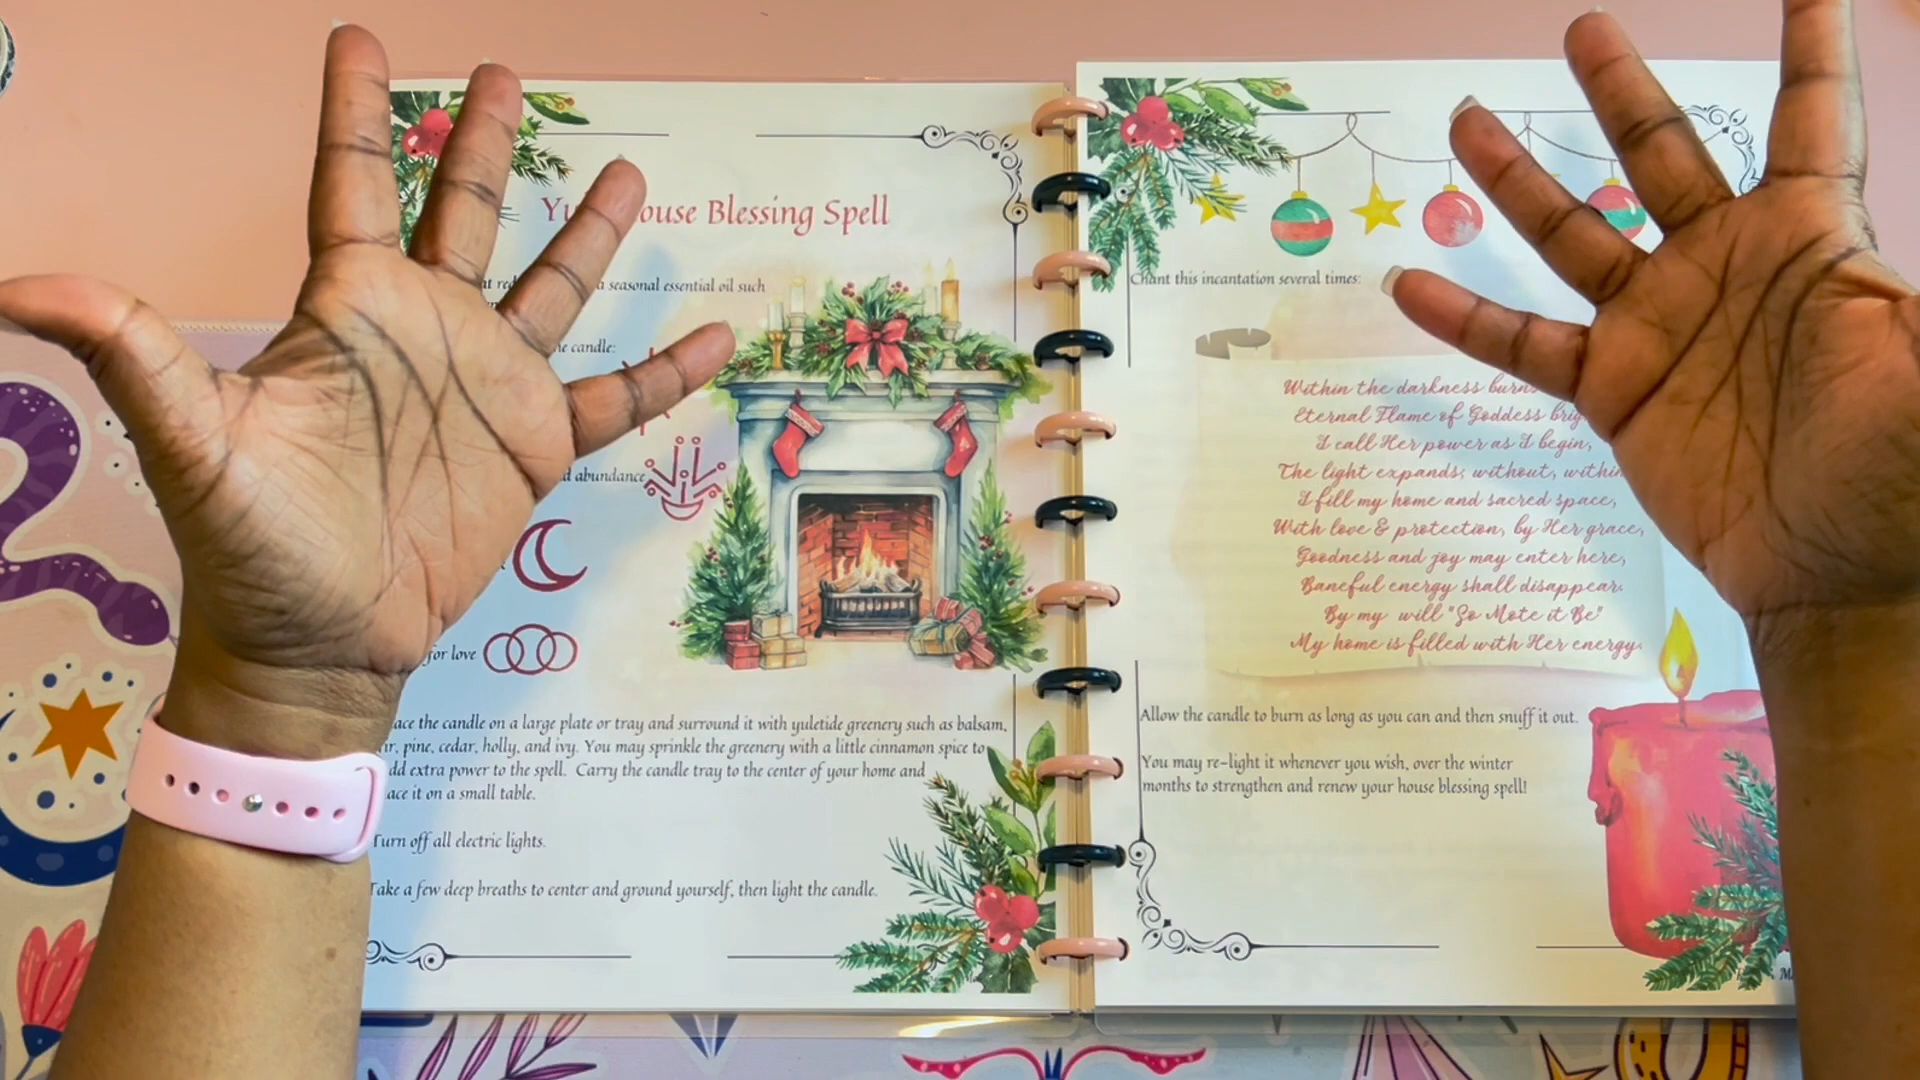 House Blessing Spell
a seasonal essential oil such
the candle:
abundance
for love
the candle on a large plate or tray and surround it with yuletide greenery such as balsam,
pine, cedar, holly, and ivy. You may sprinkle the greenery with a little cinnamon spice to
extra power to the spell. Carry the candle tray to the center of your home and
it on a small table.
Turn off all electric lights.
Take a few deep breaths to center and ground yourself, then light the candle.
Chant this incantation several times:
Within the darkness burns
Eternal Flame of Goddess
I call Her power as I begin,
The light expands; without, within
I fill my home and sacred space,
With love & protection, by Her grace,
Goodness and joy may enter here,
Baneful energy shall disappear.
By my will "So Mote it Be"
My home is filled with Her energy.
Allow the candle to burn as long as you can and then snuff it out.
You may re-light it whenever you wish, over the winter
months to strengthen and renew your house blessing spell!